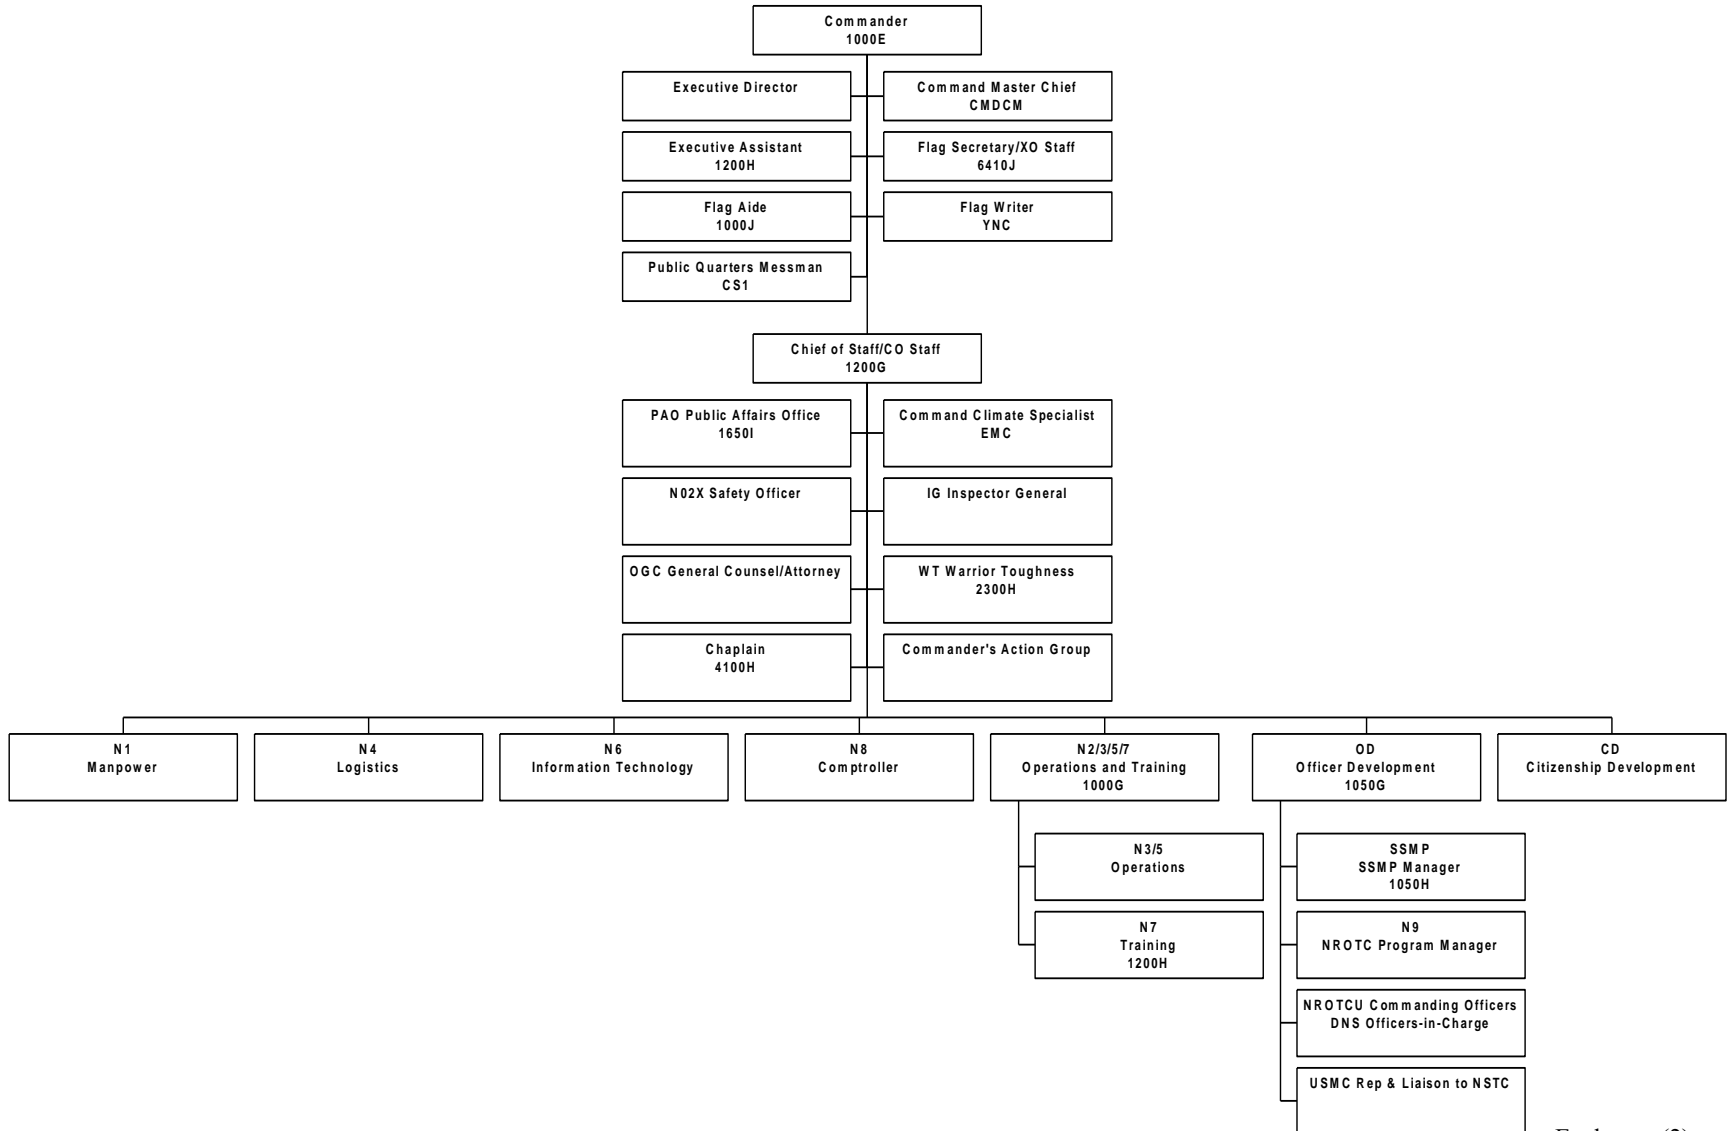 Commander
1000E
Executive Director
Command Master Chief
CMDCM
Executive Assistant
1200H
Flag Secretary/XO Staff
6410J
Flag Aide
1000J
Flag Writer
YNC
Public Quarters Messman
CS1
Chief of Staff/CO Staff
1200G
PAO Public Affairs Office
1650I
Command Climate Specialist
EMC
N02X Safety Officer
IG Inspector General
OGC General Counsel/Attorney
WT Warrior Toughness
2300H
Chaplain
4100H
Commander's Action Group
N1
Manpower
N4
Logistics
N6
Information Technology
N8
Comptroller
N2/3/5/7
Operations and Training
1000G
OD
Officer Development
1050G
CD
Citizenship Development
N3/5
Operations
N7
Training
1200H
SSMP
SSMP Manager
1050H
N9
NROTC Program Manager
NROTCU Commanding Officers
DNS Officers-in-Charge
USMC Rep & Liaison to NSTC